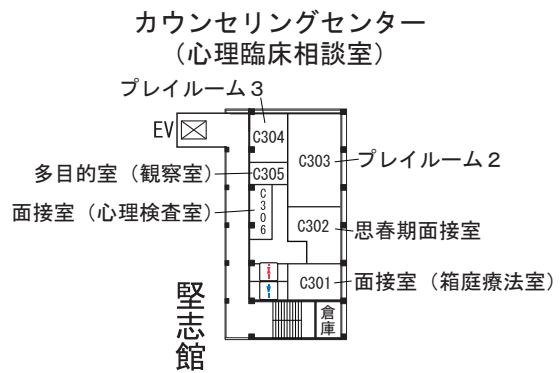 カウンセリングセンター
（心理臨床相談室）
プレイルーム３
EV
C304
C303
プレイルーム２
多目的室（観察室）
C305
面接室（心理検査室）
C306
C302
思春期面接室
C301
面接室（箱庭療法室）
堅志館
倉庫